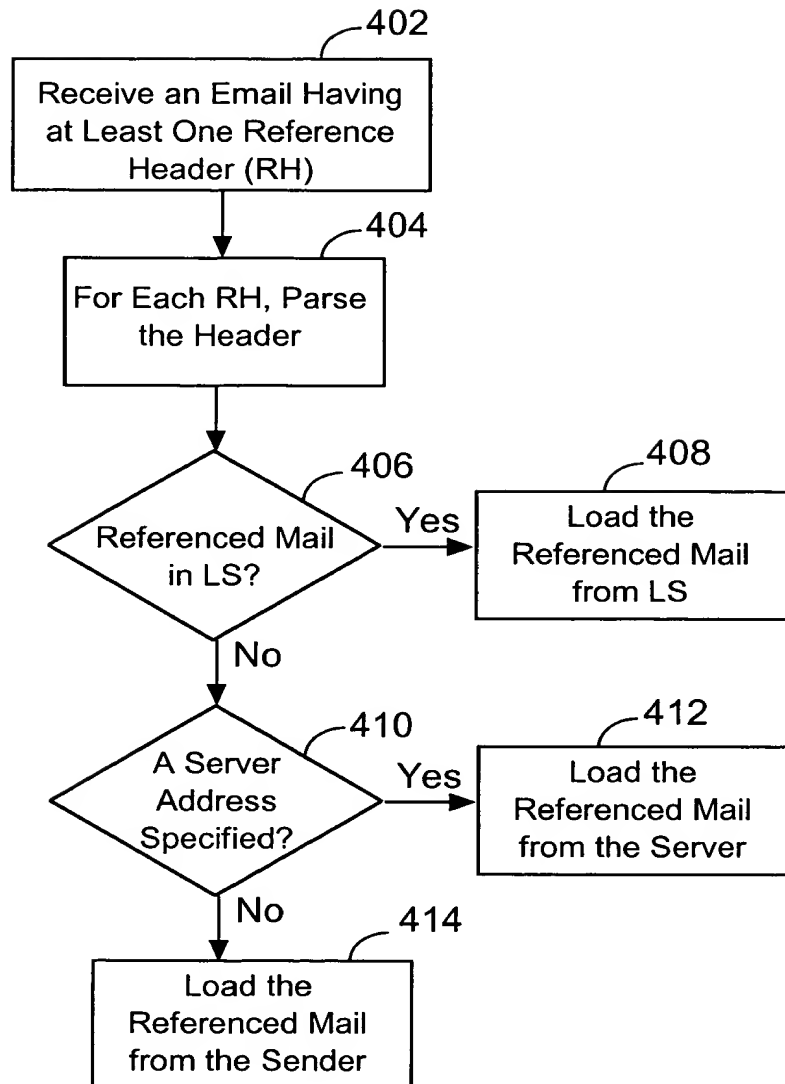 402
Receive an Email Having
at Least One Reference
Header (RH)
404
For Each RH, Parse
the Header
406
Referenced Mail
in LS?
Yes
408
Load the
Referenced Mail
from LS
No
410
A Server
Address
Specified?
Yes
412
Load the
Referenced Mail
from the Server
No
414
Load the
Referenced Mail
from the Sender